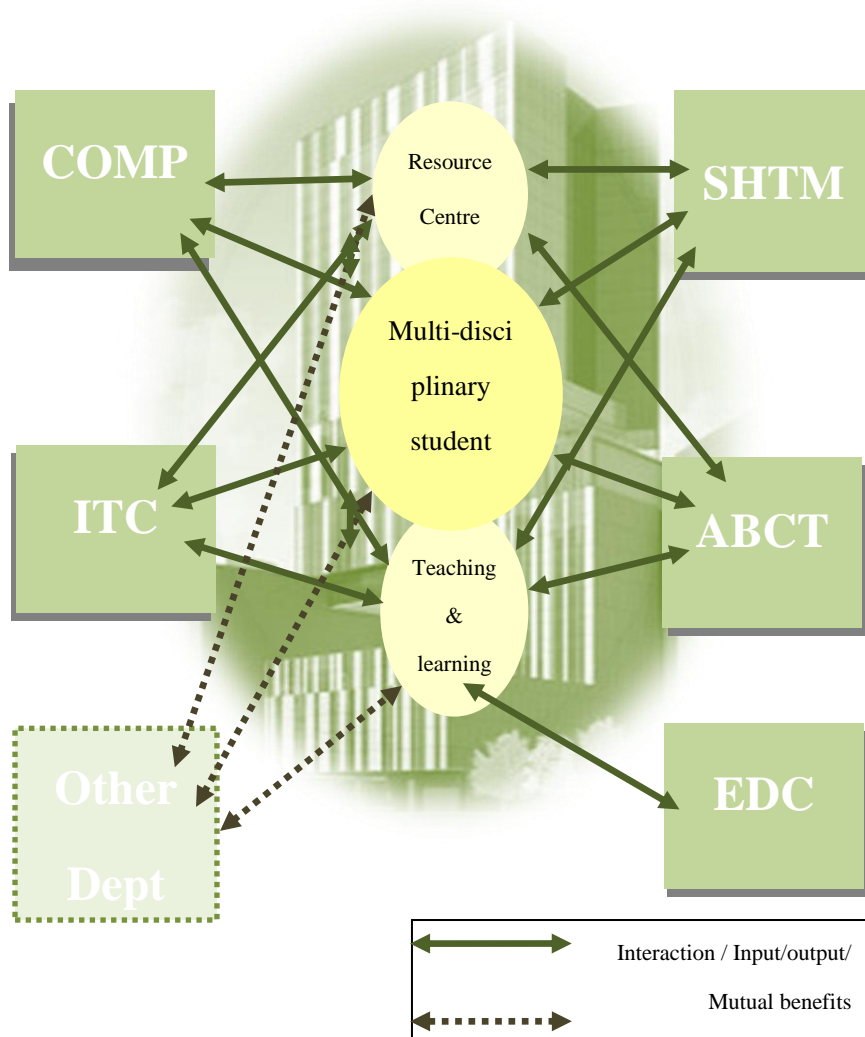 COMP
Resource
Centre
SHTM
Multi-disci
plinary
student
ITC
ABCT
Teaching
&
learning
Other
Dept
EDC
Interaction / Input/output/
Mutual benefits